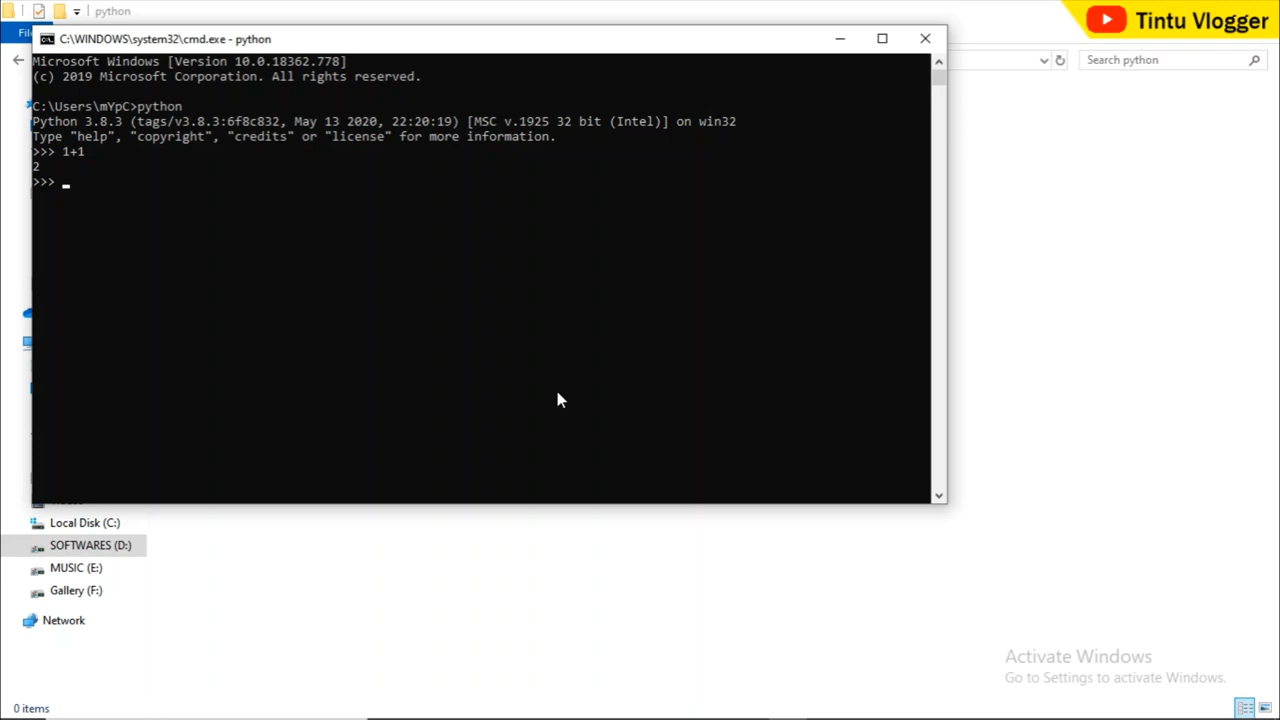 python
Tintu Vlogger
Fil
C:\WINDOWS\system32\cmd.exe - python
Search python
Microsoft Windows [Version 10.0.18362.778]
(c) 2019 Microsoft Corporation. All rights reserved.
C:\Users\mYpC>python
Python 3.8.3 (tags/v3.8.3:6f8c832, May 13 2020, 22:20:19) [MSC v.1925 32 bit (Intel)] on win32
Type "help", "copyright", "credits" or "license" for more information.
>>> 1+1
2
>>> _
Local Disk (C:)
SOFTWARES (D:)
MUSIC (E:)
Gallery (F:)
Network
Activate Windows
Go to Settings to activate Windows.
0 items